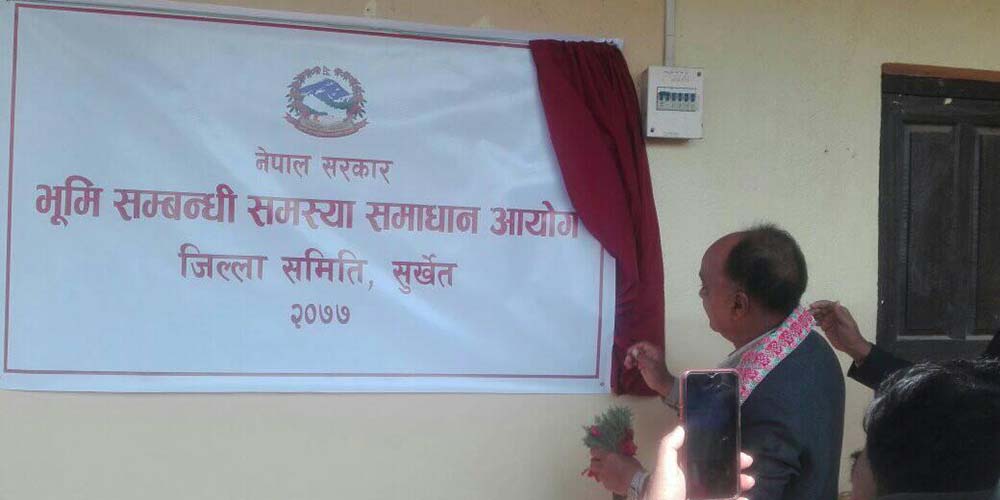 नेपाल सरकार
भूमि सम्बन्धी समस्या समाधान आयोग
जिल्ला समिति, सुर्खेत
२०७७